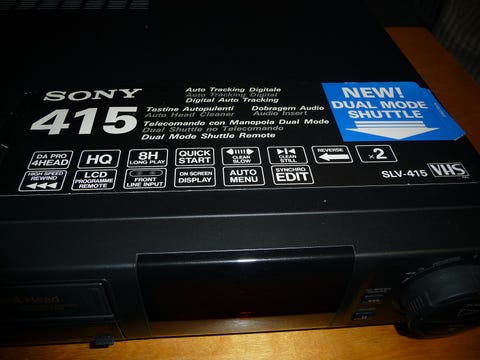 SONY
415
Auto Tracking Digitale
Auto Tracking Digital
Digital Auto Tracking
Testine Autopulenti Dobragem Audio
Auto Head Cleaner Audio Insert
Telecomando con Manopola Dual Mode
Dual Shuttle no Telecomando
Dual Mode Shuttle Remote
NEW!
DUAL MODE
SHUTTLE
DA PRO 4HEAD
HQ
8H LONG PLAY
QUICK START
CLEAN SLOW
CLEAN STILL
REVERSE
×2
HIGH SPEED REWIND
LCD PROGRAMME REMOTE
FRONT LINE INPUT
ON SCREEN DISPLAY
AUTO MENU
SYNCHRO EDIT
SLV-415 VHS
Head